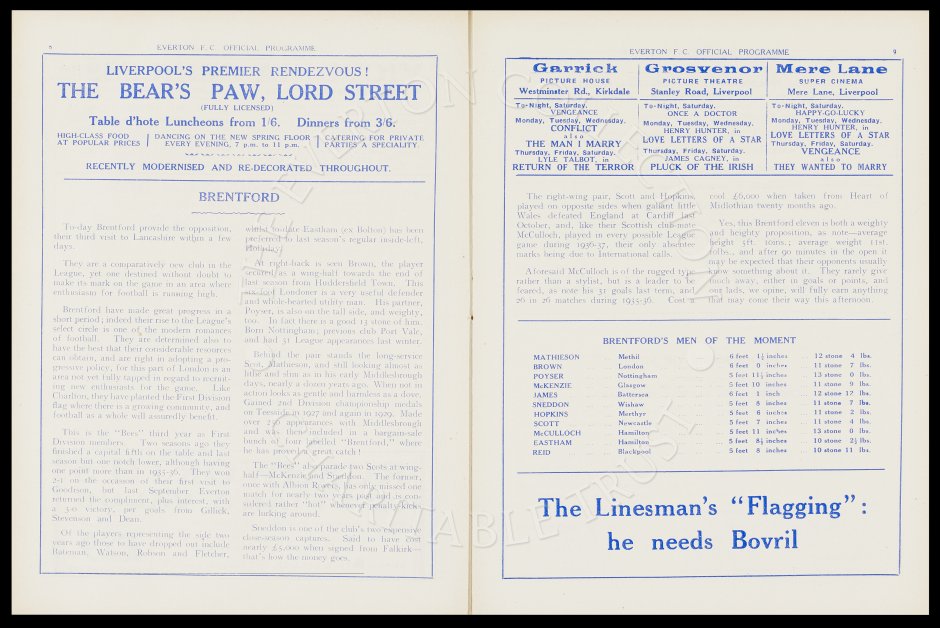 8
EVERTON F. C. OFFICIAL PROGRAMME
LIVERPOOL'S PREMIER RENDEZVOUS!
THE BEAR'S PAW, LORD STREET
(FULLY LICENSED)
Table d'hote Luncheons from 1/6. Dinners from 3/6.
HIGH-CLASS FOOD
AT POPULAR PRICES
DANCING ON THE NEW SPRING FLOOR
EVERY EVENING, 7 p.m. to 11 p.m.
CATERING FOR PRIVATE
PARTIES A SPECIALITY
RECENTLY MODERNISED AND RE-DECORATED THROUGHOUT.
BRENTFORD
To-day Brentford provide the opposition,
their third visit to Lancashire within a few
days.
They are a comparatively new club in the
League, yet one destined without doubt to
make its mark on the game in an area where
enthusiasm for football is running high.
Brentford have made great progress in a
short period; indeed their rise to the League's
select circle is one of the modern romances
of football. They are determined also to
have the best that their considerable resources
can obtain, and are right in adopting a pro-
gressive policy, for this part of London is an
area not yet fully tapped in regard to recruit-
ing new enthusiasts for the game. Like
Charlton, they have planted the First Division
flag where there is a growing community, and
football as a whole will assuredly benefit.
This is the "Bees" third year as First
Division members Two seasons ago they
finished a capital fifth on the table and last
season but one notch lower, although having
one point more than in 1935-36. They won
2-1 on the occasion of their first visit to
Goodison, but last September Everton
returned the compliment, plus interest, with
a 3-0 victory, per goals from Gillick,
Stevenson and Dean.
Of the players representing the side two
years ago those to have dropped out include
Bateman, Watson, Robson and Fletcher,
whilst to-date Eastham (ex Bolton) has been
preferred to last season's regular inside-left,
Holliday.
At right-back is seen Brown, the player
secured as a wing-half towards the end of
last season from Huddersfield Town. This
six-foot Londoner is a very useful defender
and whole-hearted utility man. His partner,
Poyser, is also on the tall side, and weighty,
too. In fact there is a good 13 stone of him.
Born Nottingham; previous club Port Vale,
and had 31 League appearances last winter.
Behind the pair stands the long-service
Scot, Mathieson, and still looking almost as
lithe and slim as in his early Middlesbrough
days, nearly a dozen years ago. When not in
action looks as gentle and harmless as a dove.
Gained 2nd Division championship medals
on Teesside in 1927 and again in 1929. Made
over 250 appearances with Middlesbrough
and was then included in a bargain-sale
bunch of four labelled "Brentford," where
he has proved a great catch!
The "Bees" also parade two Scots at wing-
half—McKenzie and Sneddon. The former,
once with Albion Rovers, has only missed one
match for nearly two years past and is con-
sidered rather "hot" whenever penalty-kicks
are lurking around.
Sneddon is one of the club's two expensive
close-season captures. Said to have cost
nearly £5,000 when signed from Falkirk—
that's how the money goes.
EVERTON F.C. OFFICIAL PROGRAMME
9
Garrick
PICTURE HOUSE
Westminster Rd., Kirkdale
To-Night, Saturday.
VENGEANCE
Monday, Tuesday, Wednesday.
CONFLICT
also
THE MAN I MARRY
Thursday, Friday, Saturday.
LYLE TALBOT, in
RETURN OF THE TERROR
Grosvenor
PICTURE THEATRE
Stanley Road, Liverpool
To-Night, Saturday.
ONCE A DOCTOR
Monday, Tuesday, Wednesday.
HENRY HUNTER, in
LOVE LETTERS OF A STAR
Thursday, Friday, Saturday.
JAMES CAGNEY, in
PLUCK OF THE IRISH
Mere Lane
SUPER CINEMA
Mere Lane, Liverpool
To-Night, Saturday.
HAPPY-GO-LUCKY
Monday, Tuesday, Wednesday.
HENRY HUNTER, in
LOVE LETTERS OF A STAR
Thursday, Friday, Saturday.
VENGEANCE
also
THEY WANTED TO MARRY
The right-wing pair, Scott and Hopkins,
played on opposite sides when gallant little
Wales defeated England at Cardiff last
October, and, like their Scottish club-mate
McCulloch, played in every possible League
game during 1936-37, their only absentee
marks being due to International calls.
Aforesaid McCulloch is of the rugged type
rather than a stylist, but is a leader to be
feared, as note his 31 goals last term, and
26 in 26 matches during 1935-36. Cost a
cool £6,000 when taken from Heart of
Midlothian twenty months ago.
Yes, this Brentford eleven is both a weighty
and heighty proposition, as note—average
height 5ft. 10ins.; average weight 11st.
lbs., and after 90 minutes in the open it
may be expected that their opponents usually
know something about it. They rarely give
much away, either in goals or points, and
our lads, we opine, will fully earn anything
that may come their way this afternoon.
BRENTFORD'S MEN OF THE MOMENT
MATHIESON Methil 6 feet 1½ inches 12 stone 4 lbs.
BROWN London 6 feet 0 inches 11 stone 7 lbs.
POYSER Nottingham 5 feet 11½ inches 13 stone 0 lbs.
McKENZIE Glasgow 5 feet 10 inches 11 stone 9 lbs.
JAMES Battersea 6 feet 1 inch 12 stone 12 lbs.
SNEDDON Wishaw 5 feet 8 inches 11 stone 7 lbs.
HOPKINS Merthyr 5 feet 6 inches 11 stone 2 lbs.
SCOTT Newcastle 5 feet 7 inches 11 stone 4 lbs.
McCULLOCH Hamilton 5 feet 11 inches 13 stone 0 lbs.
EASTHAM Hamilton 5 feet 8½ inches 10 stone 2½ lbs.
REID Blackpool 5 feet 8 inches 10 stone 11 lbs.
The Linesman's "Flagging":
he needs Bovril